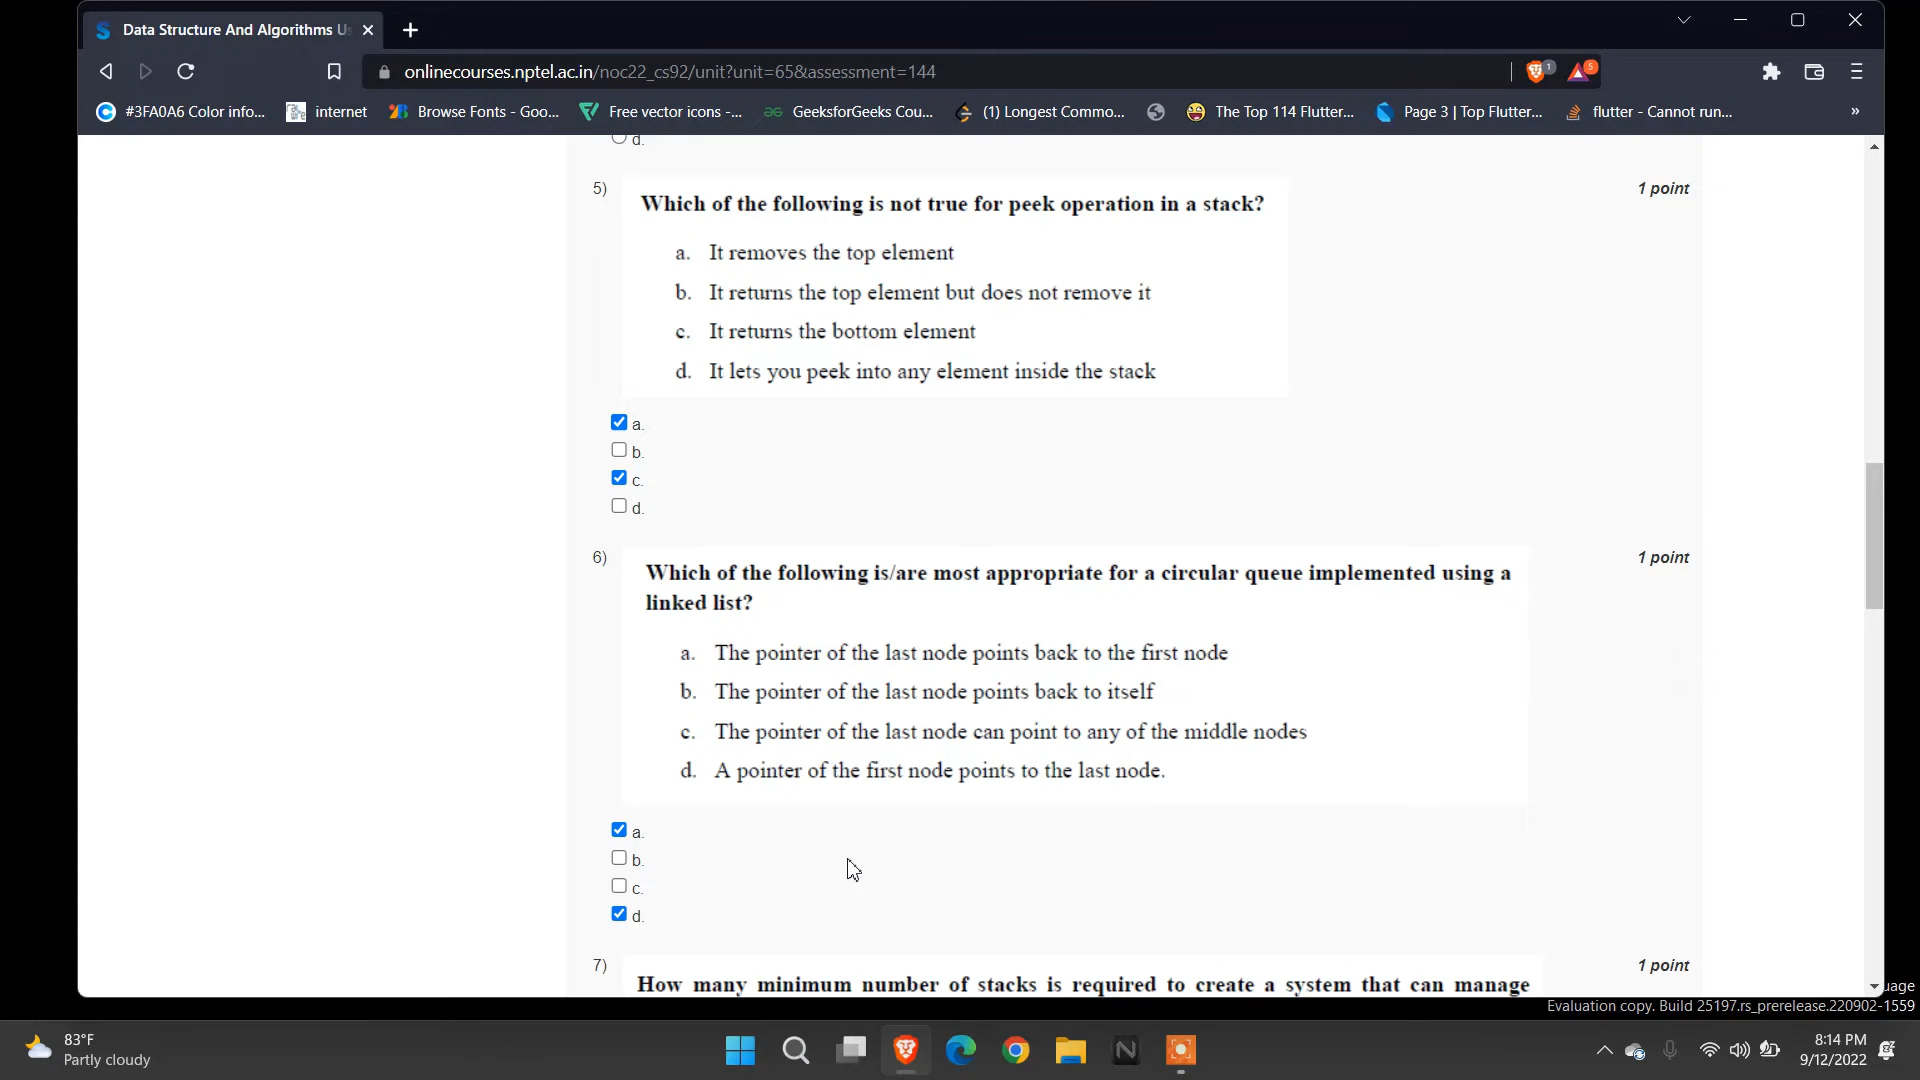 Data Structure And Algorithms Us
onlinecourses.nptel.ac.in/noc22_cs92/unit?unit=65&assessment=144
1
5
#3FA0A6 Color info...
internet
Browse Fonts - Goo...
Free vector icons -...
GeeksforGeeks Cou...
(1) Longest Commo...
The Top 114 Flutter...
Page 3 | Top Flutter...
flutter - Cannot run...
»
d.
5)
1 point
Which of the following is not true for peek operation in a stack?
a. It removes the top element
b. It returns the top element but does not remove it
c. It returns the bottom element
d. It lets you peek into any element inside the stack
a.
b.
c.
d.
6)
1 point
Which of the following is/are most appropriate for a circular queue implemented using a
linked list?
a. The pointer of the last node points back to the first node
b. The pointer of the last node points back to itself
c. The pointer of the last node can point to any of the middle nodes
d. A pointer of the first node points to the last node.
a.
b.
c.
d.
7)
1 point
How many minimum number of stacks is required to create a system that can manage
uage
Evaluation copy. Build 25197.rs_prerelease.220902-1559
83°F
Partly cloudy
8:14 PM
9/12/2022